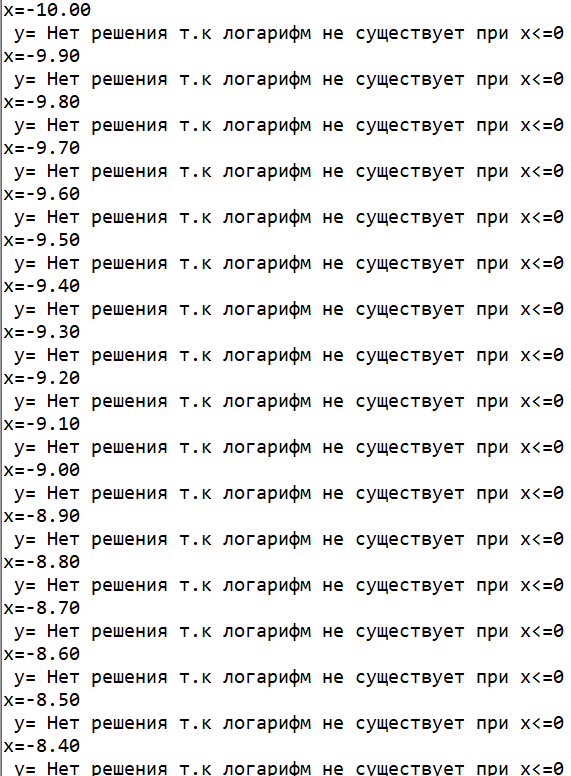 x=-10.00
y= Нет решения т.к логарифм не существует при x<=0
x=-9.90
y= Нет решения т.к логарифм не существует при x<=0
x=-9.80
y= Нет решения т.к логарифм не существует при x<=0
x=-9.70
y= Нет решения т.к логарифм не существует при x<=0
x=-9.60
y= Нет решения т.к логарифм не существует при x<=0
x=-9.50
y= Нет решения т.к логарифм не существует при x<=0
x=-9.40
y= Нет решения т.к логарифм не существует при x<=0
x=-9.30
y= Нет решения т.к логарифм не существует при x<=0
x=-9.20
y= Нет решения т.к логарифм не существует при x<=0
x=-9.10
y= Нет решения т.к логарифм не существует при x<=0
x=-9.00
y= Нет решения т.к логарифм не существует при x<=0
x=-8.90
y= Нет решения т.к логарифм не существует при x<=0
x=-8.80
y= Нет решения т.к логарифм не существует при x<=0
x=-8.70
y= Нет решения т.к логарифм не существует при x<=0
x=-8.60
y= Нет решения т.к логарифм не существует при x<=0
x=-8.50
y= Нет решения т.к логарифм не существует при x<=0
x=-8.40
y= Нет решения т.к логарифм не существует при x<=0